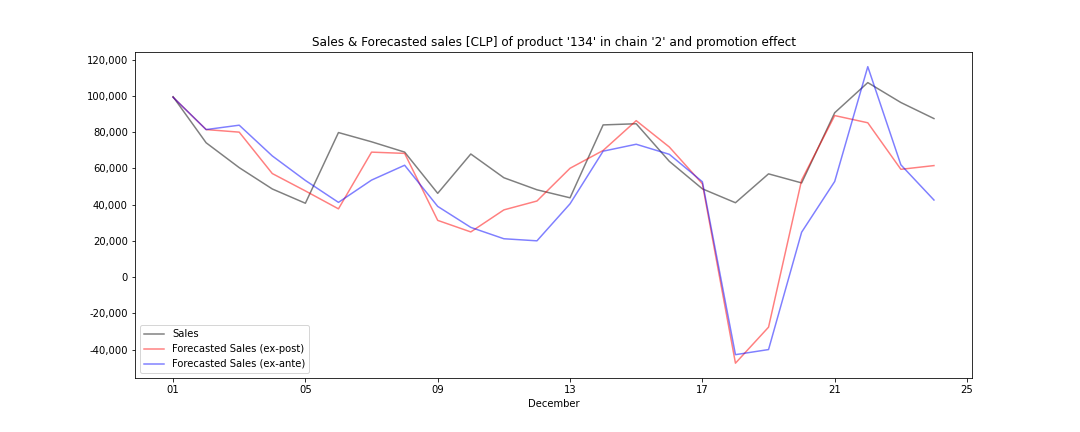 Sales & Forecasted sales [CLP] of product '134' in chain '2' and promotion effect
120,000
100,000
80,000
60,000
40,000
20,000
0
-20,000
-40,000
Sales
Forecasted Sales (ex-post)
Forecasted Sales (ex-ante)
01 05 09 13 17 21 25
December